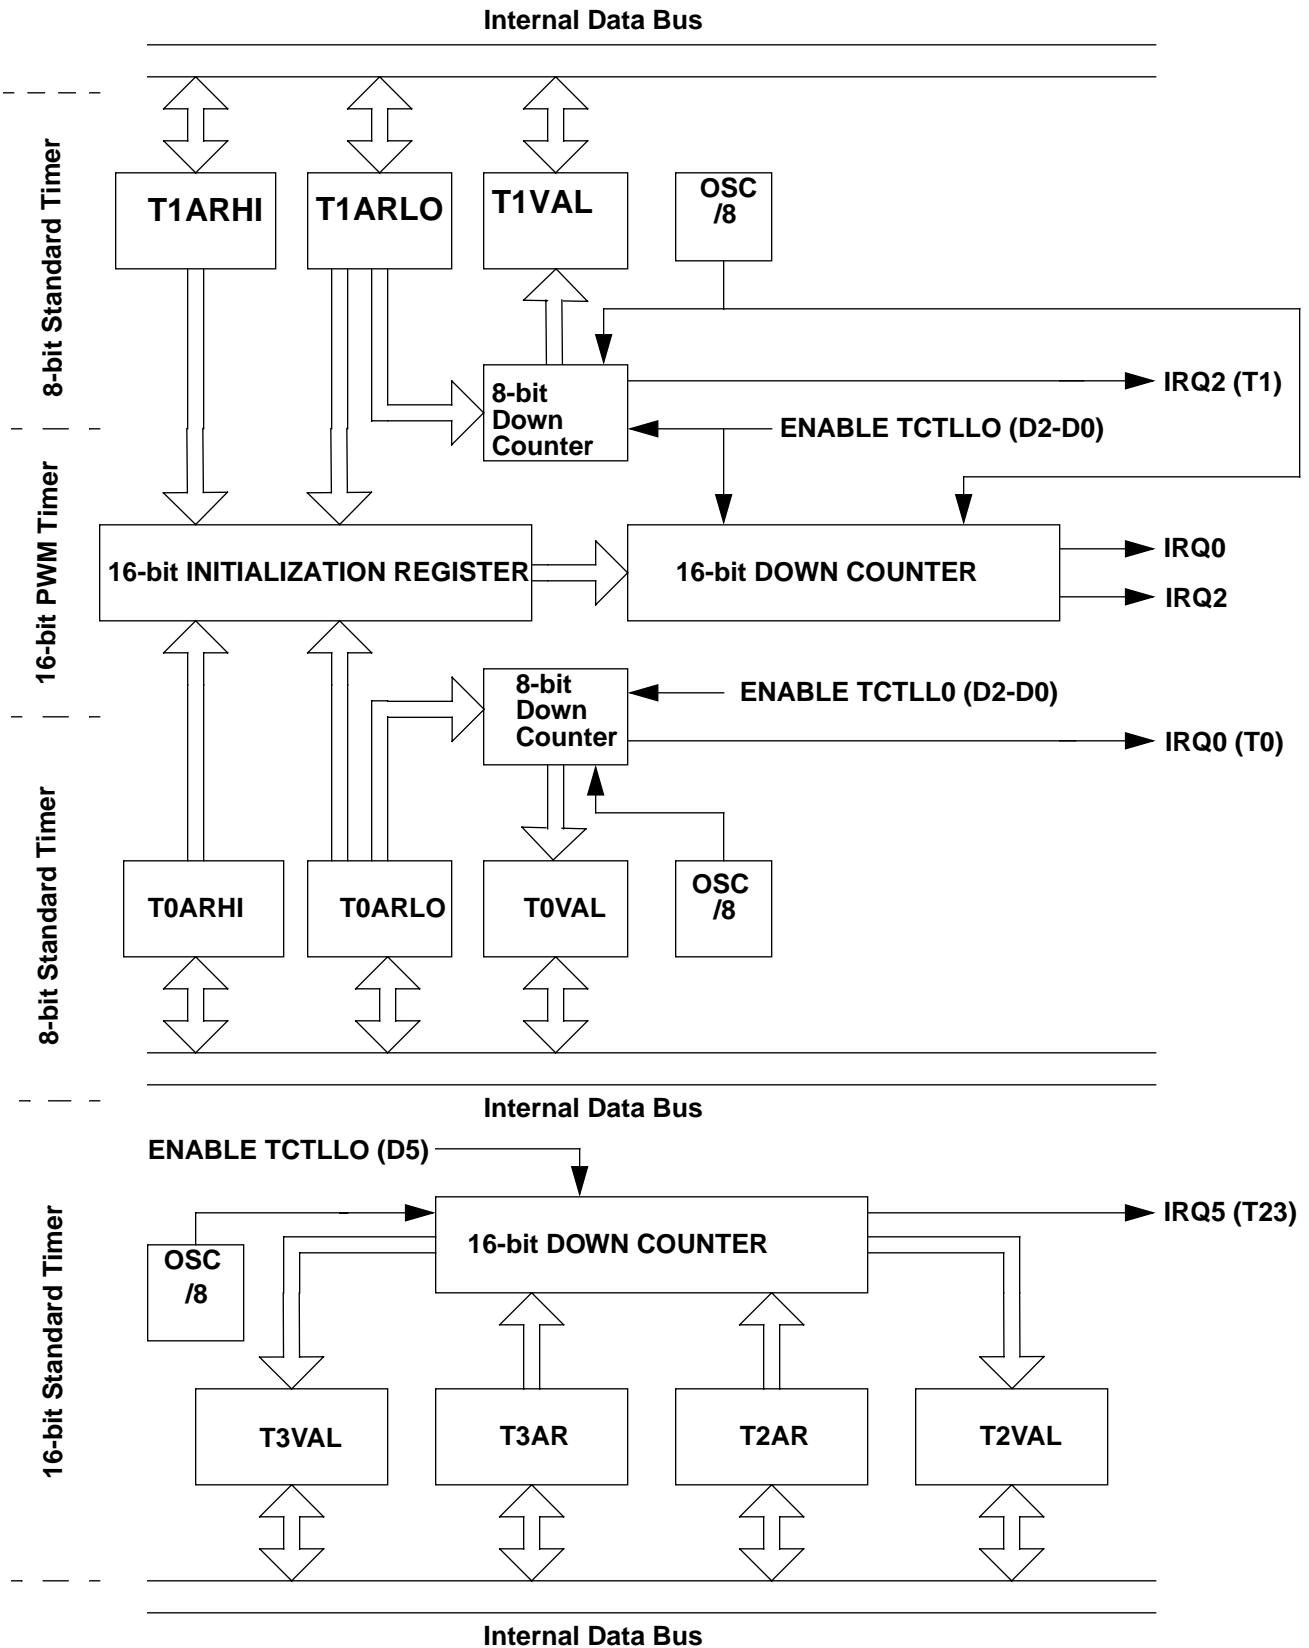 Internal Data Bus
8-bit Standard Timer
T1ARHI
T1ARLO
T1VAL
OSC
/8
8-bit
Down
Counter
IRQ2 (T1)
ENABLE TCTLLO (D2-D0)
16-bit PWM Timer
16-bit INITIALIZATION REGISTER
16-bit DOWN COUNTER
IRQ0
IRQ2
8-bit
Down
Counter
ENABLE TCTLL0 (D2-D0)
IRQ0 (T0)
8-bit Standard Timer
T0ARHI
T0ARLO
T0VAL
OSC
/8
Internal Data Bus
ENABLE TCTLLO (D5)
16-bit Standard Timer
OSC
/8
16-bit DOWN COUNTER
IRQ5 (T23)
T3VAL
T3AR
T2AR
T2VAL
Internal Data Bus